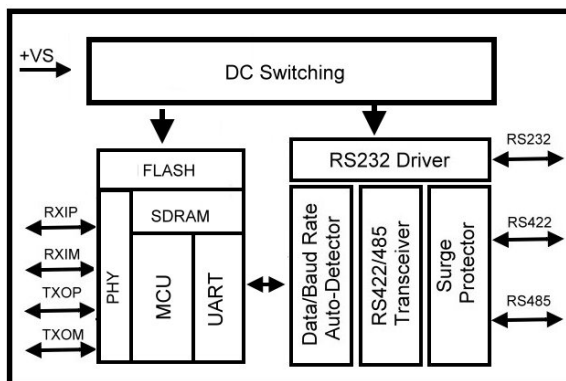 +VS
DC Switching
FLASH
SDRAM
PHY
MCU
UART
RXIP
RXIM
TXOP
TXOM
RS232 Driver
Data/Baud Rate
Auto-Detector
RS422/485
Transceiver
Surge
Protector
RS232
RS422
RS485